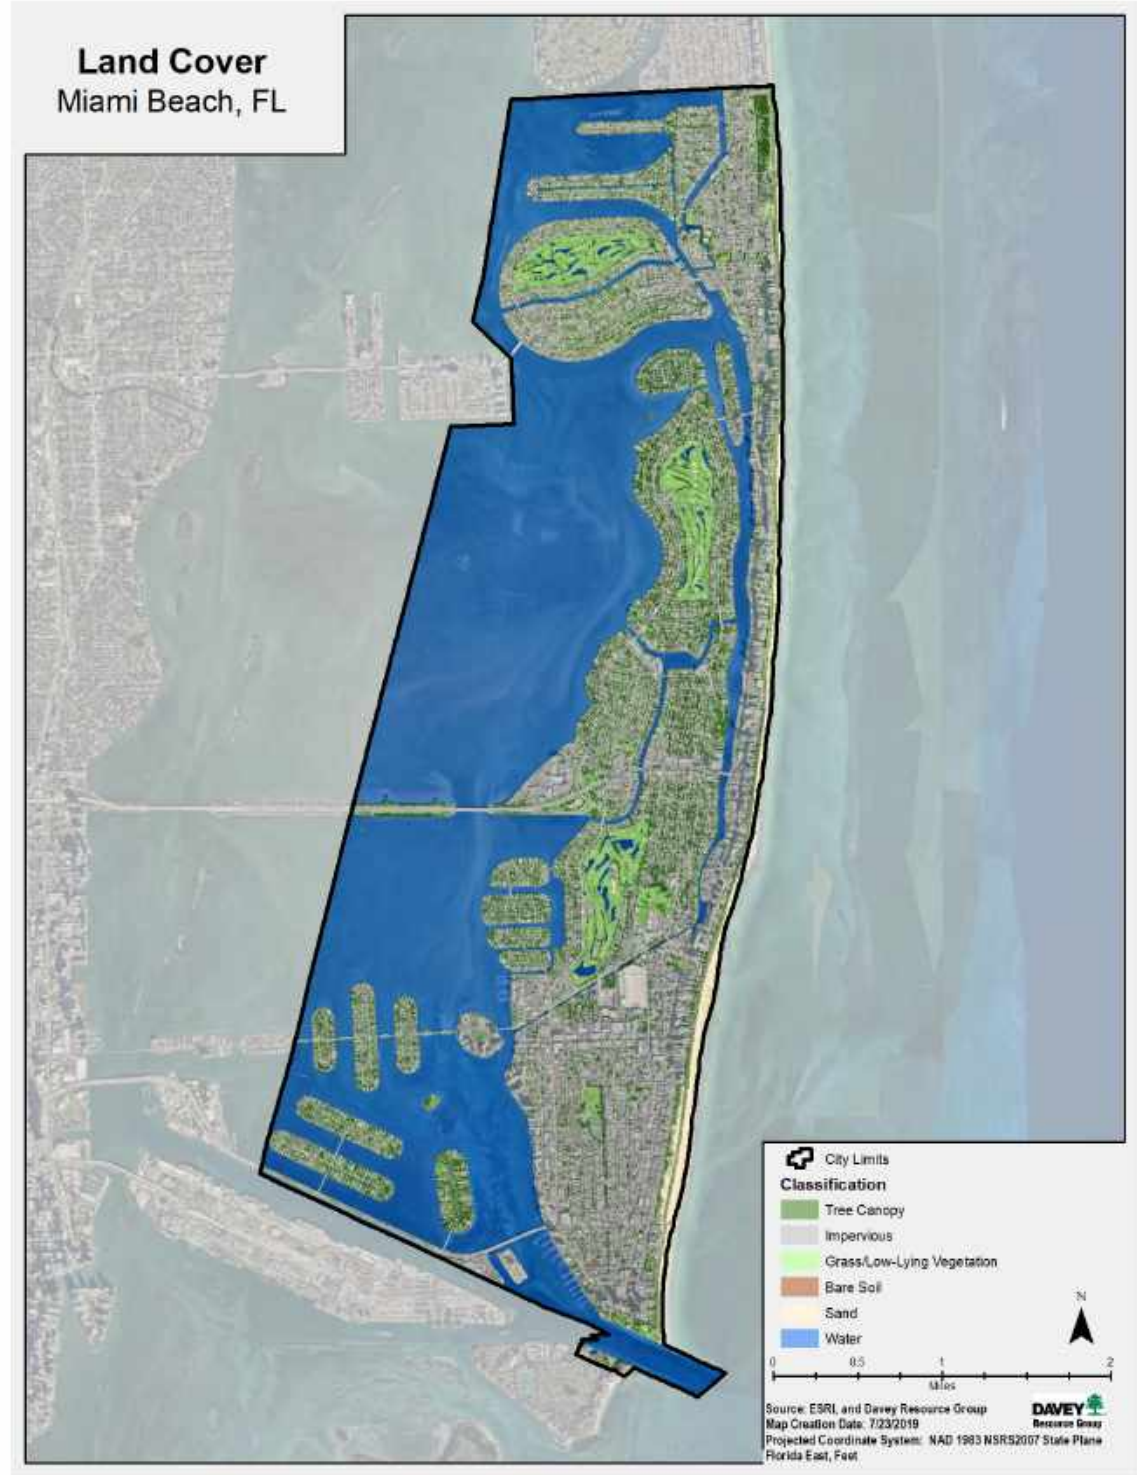 Land Cover
Miami Beach, FL
City Limits
Classification
Tree Canopy
Impervious
Grass/Low-Lying Vegetation
Bare Soil
Sand
Water
N
0 0.5 1 2
Miles
Source: ESRI, and Davey Resource Group
Map Creation Date: 7/23/2019
Projected Coordinate System: NAD 1983 NSRS2007 State Plane
Florida East, Feet
DAVEY
Resource Group